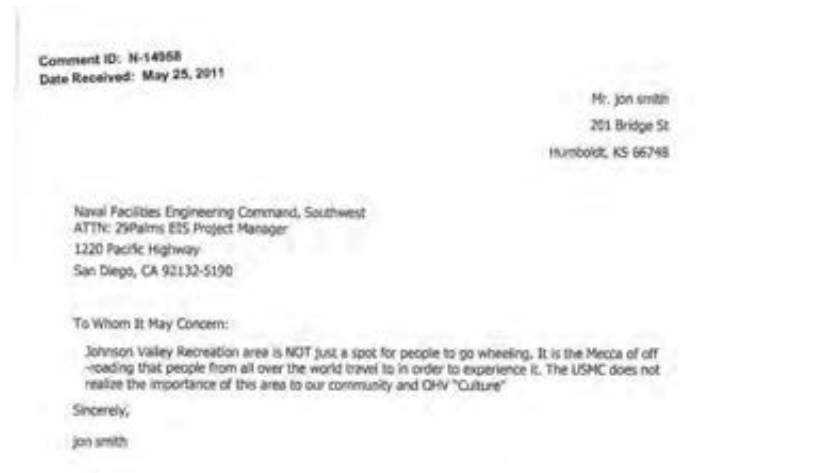 Comment ID: N-14958
Date Received: May 25, 2011
Mr. jon smith
201 Bridge St
Humboldt, KS 66748
Naval Facilities Engineering Command, Southwest
ATTN: 29Palms EIS Project Manager
1220 Pacific Highway
San Diego, CA 92132-5190
To Whom It May Concern:
Johnson Valley Recreation area is NOT just a spot for people to go wheeling, It is the Mecca of off
-roading that people from all over the world travel to in order to experience it. The USMC does not
realize the importance of this area to our community and OHV "Culture"
Sincerely,
jon smith